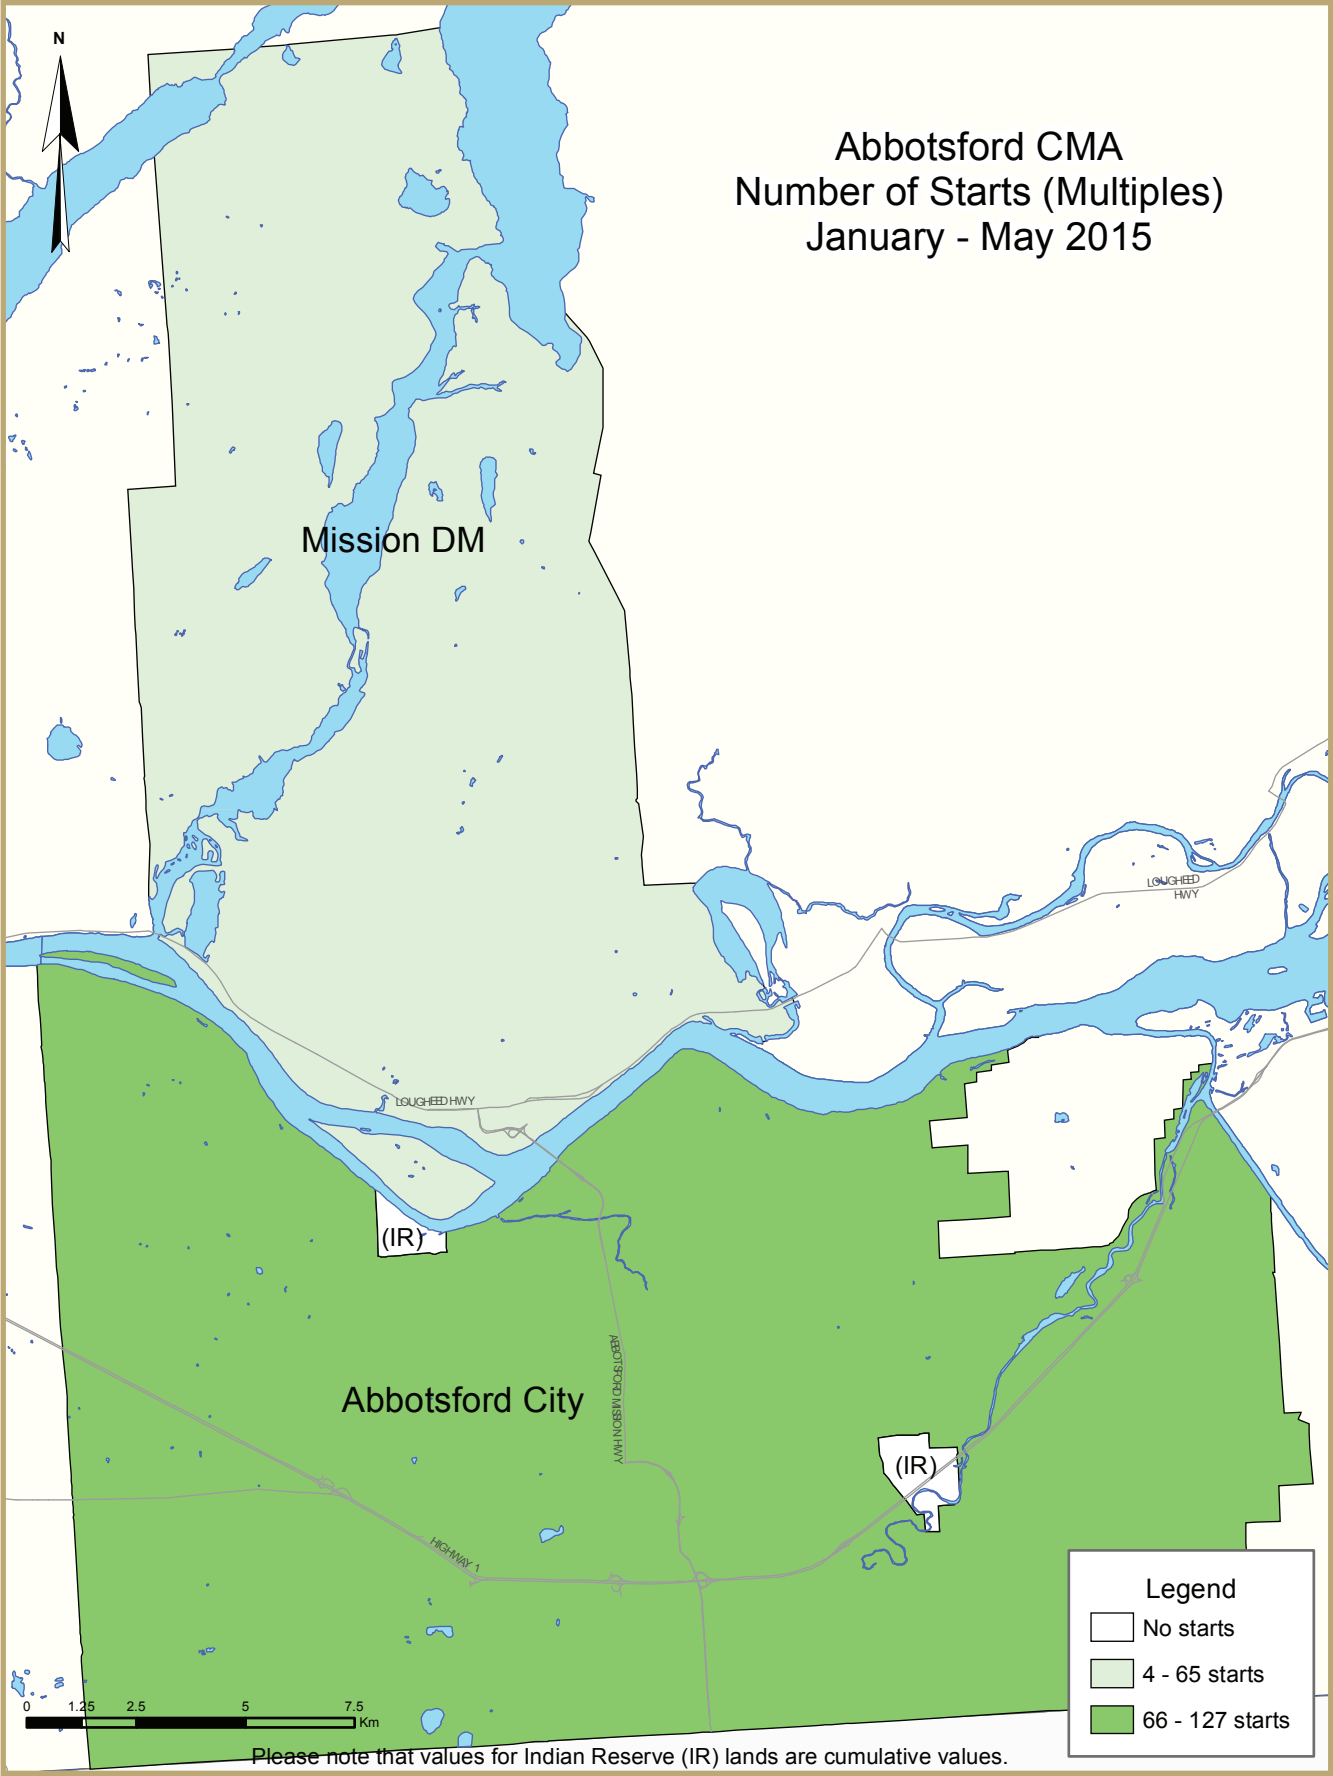 N
Abbotsford CMA
Number of Starts (Multiples)
January - May 2015
Mission DM
LOUGHEED
HWY
LOUGHEED HWY
(IR)
ABBOTSFORD MISSION HWY
Abbotsford City
(IR)
HIGHWAY 1
Legend
No starts
4 - 65 starts
66 - 127 starts
0 1.25 2.5 5 7.5
Km
Please note that values for Indian Reserve (IR) lands are cumulative values.